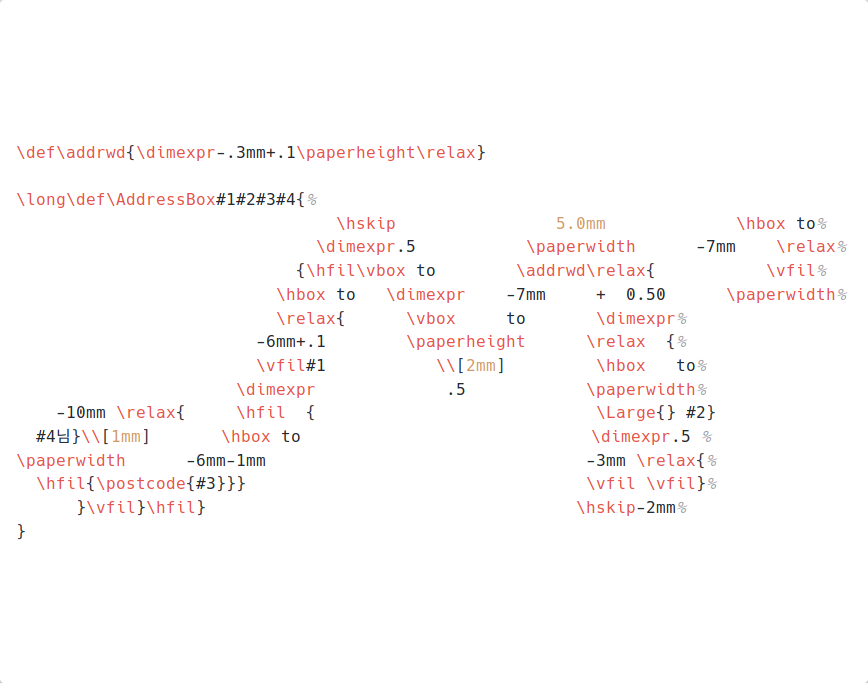 \def\addrwd{\dimexpr-.3mm+.1\paperheight\relax}

\long\def\AddressBox#1#2#3#4{%
                                \hskip                5.0mm             \hbox to%
                              \dimexpr.5           \paperwidth      -7mm    \relax%
                            {\hfil\vbox to        \addrwd\relax{           \vfil%
                          \hbox to   \dimexpr    -7mm     +  0.50      \paperwidth%
                          \relax{      \vbox     to       \dimexpr%
                        -6mm+.1        \paperheight      \relax  {%
                        \vfil#1           \\[2mm]         \hbox   to%
                      \dimexpr             .5            \paperwidth%
    -10mm \relax{     \hfil  {                            \Large{} #2}
  #4님}\\[1mm]       \hbox to                             \dimexpr.5 %
\paperwidth      -6mm-1mm                                -3mm \relax{%
  \hfil{\postcode{#3}}}                                  \vfil \vfil}%
      }\vfil}\hfil}                                     \hskip-2mm%
}